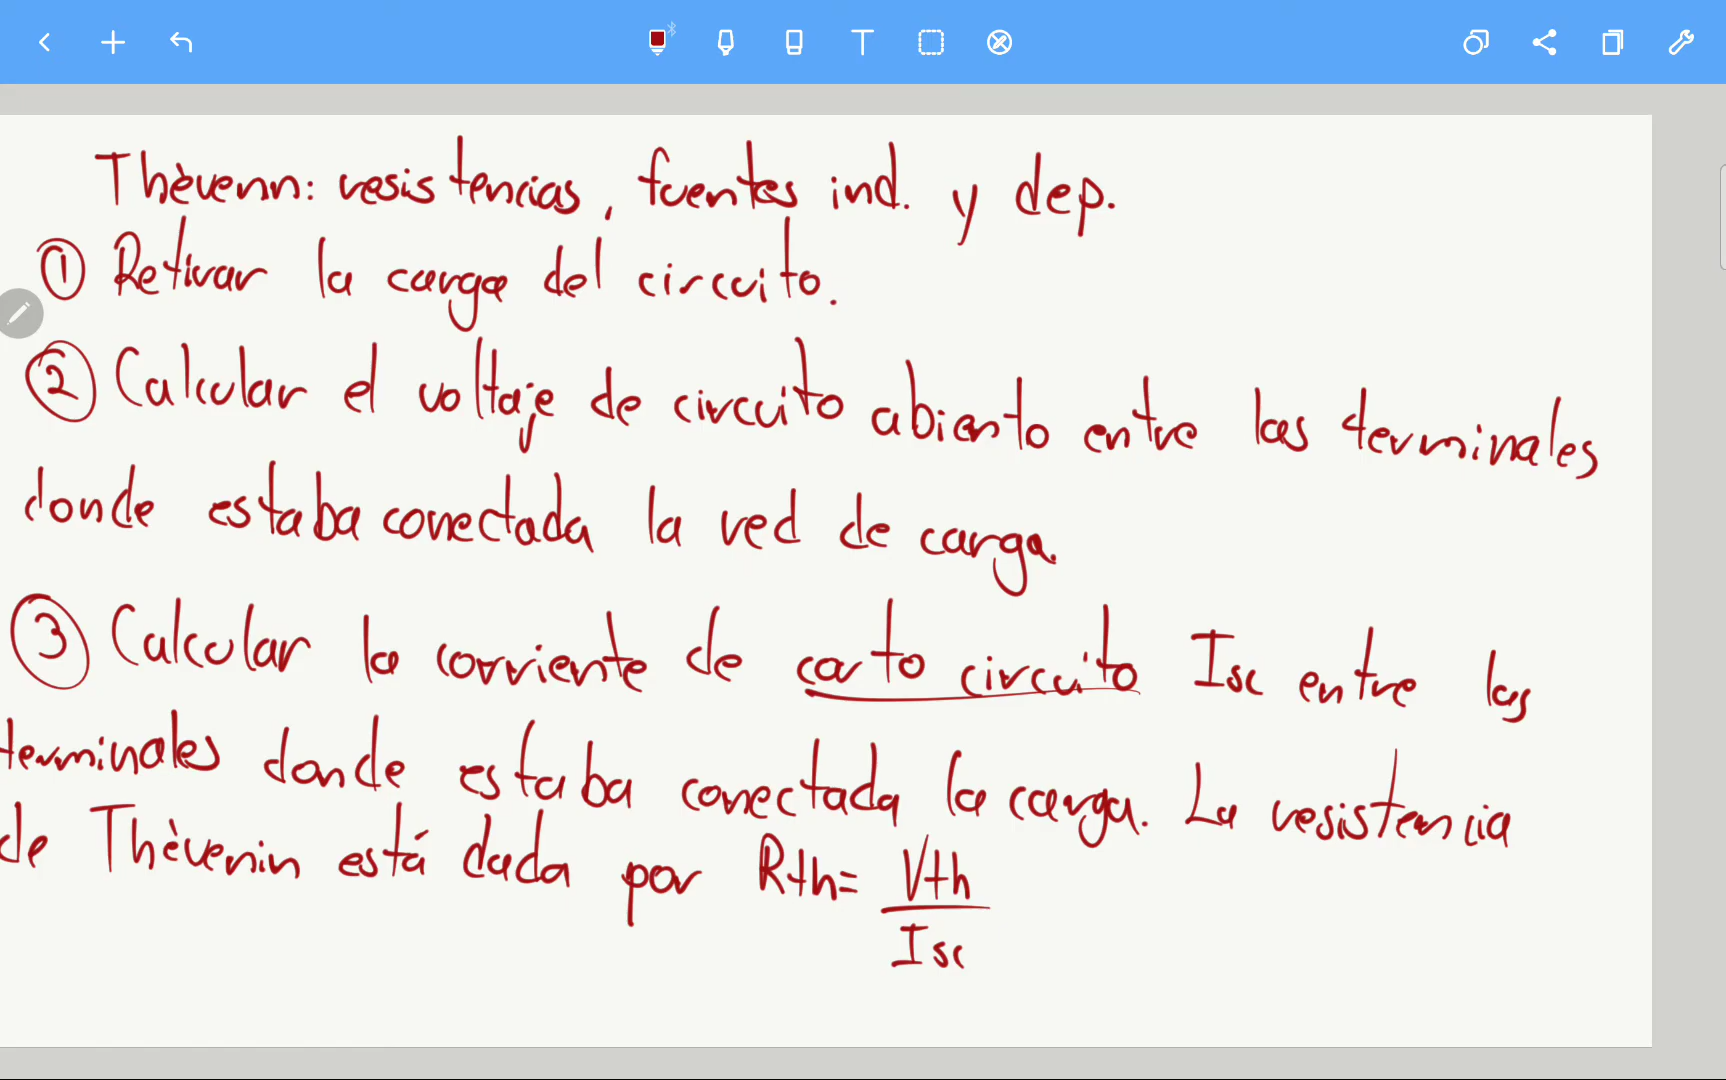 Thèvenn: resistencias, fuentes ind. y dep.
① Retirar la carga del circuito.
② Calcular el voltaje de circuito abierto entre las terminales
donde estaba conectada la red de carga.
③ Calcular la corriente de corto circuito Isc entre las
terminales donde estaba conectada la carga. La resistencia
de Thèvenin está dada por Rth= Vth
Isc